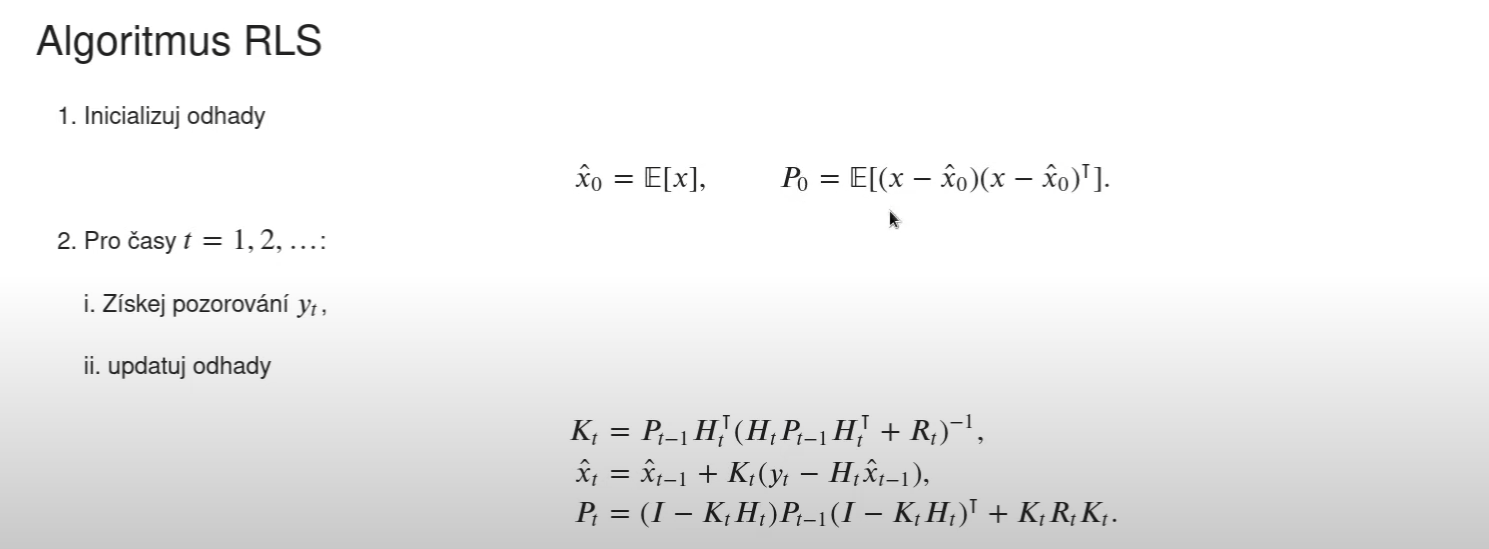 Algoritmus RLS
1. Inicializuj odhady
x̂₀ = 𝔼[x], P₀ = 𝔼[(x − x̂₀)(x − x̂₀)ᵀ].
2. Pro časy t = 1, 2, …:
i. Získej pozorování yₜ,
ii. updatuj odhady
Kₜ = Pₜ₋₁Hₜᵀ(HₜPₜ₋₁Hₜᵀ + Rₜ)⁻¹,
x̂ₜ = x̂ₜ₋₁ + Kₜ(yₜ − Hₜx̂ₜ₋₁),
Pₜ = (I − KₜHₜ)Pₜ₋₁(I − KₜHₜ)ᵀ + KₜRₜKₜ.